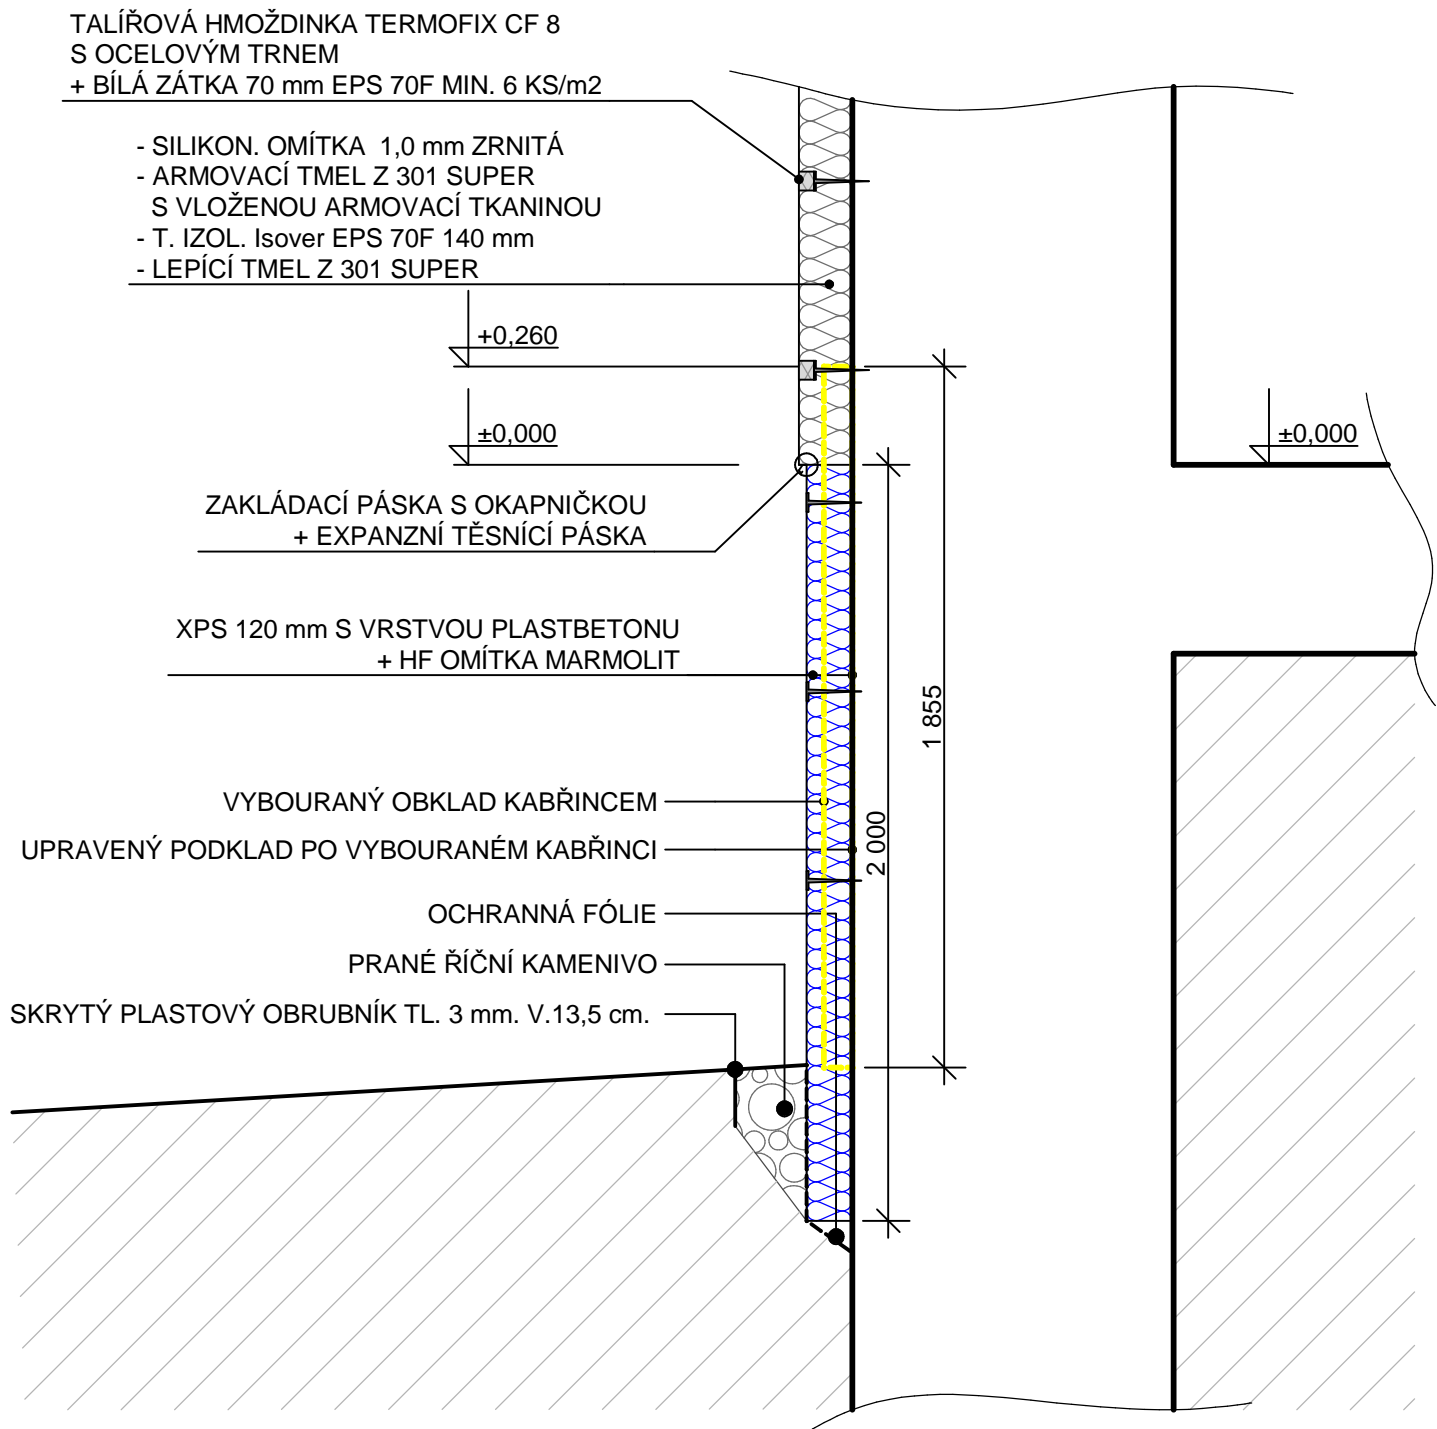 TALÍŘOVÁ HMOŽDINKA TERMOFIX CF 8
S OCELOVÝM TRNEM
+ BÍLÁ ZÁTKA 70 mm EPS 70F MIN. 6 KS/m2
- SILIKON. OMÍTKA 1,0 mm ZRNITÁ
- ARMOVACÍ TMEL Z 301 SUPER
S VLOŽENOU ARMOVACÍ TKANINOU
- T. IZOL. Isover EPS 70F 140 mm
- LEPÍCÍ TMEL Z 301 SUPER
+0,260
±0,000
±0,000
ZAKLÁDACÍ PÁSKA S OKAPNIČKOU
+ EXPANZNÍ TĚSNÍCÍ PÁSKA
XPS 120 mm S VRSTVOU PLASTBETONU
+ HF OMÍTKA MARMOLIT
1 855
2 000
VYBOURANÝ OBKLAD KABŘINCEM
UPRAVENÝ PODKLAD PO VYBOURANÉM KABŘINCI
OCHRANNÁ FÓLIE
PRANÉ ŘÍČNÍ KAMENIVO
SKRYTÝ PLASTOVÝ OBRUBNÍK TL. 3 mm. V.13,5 cm.